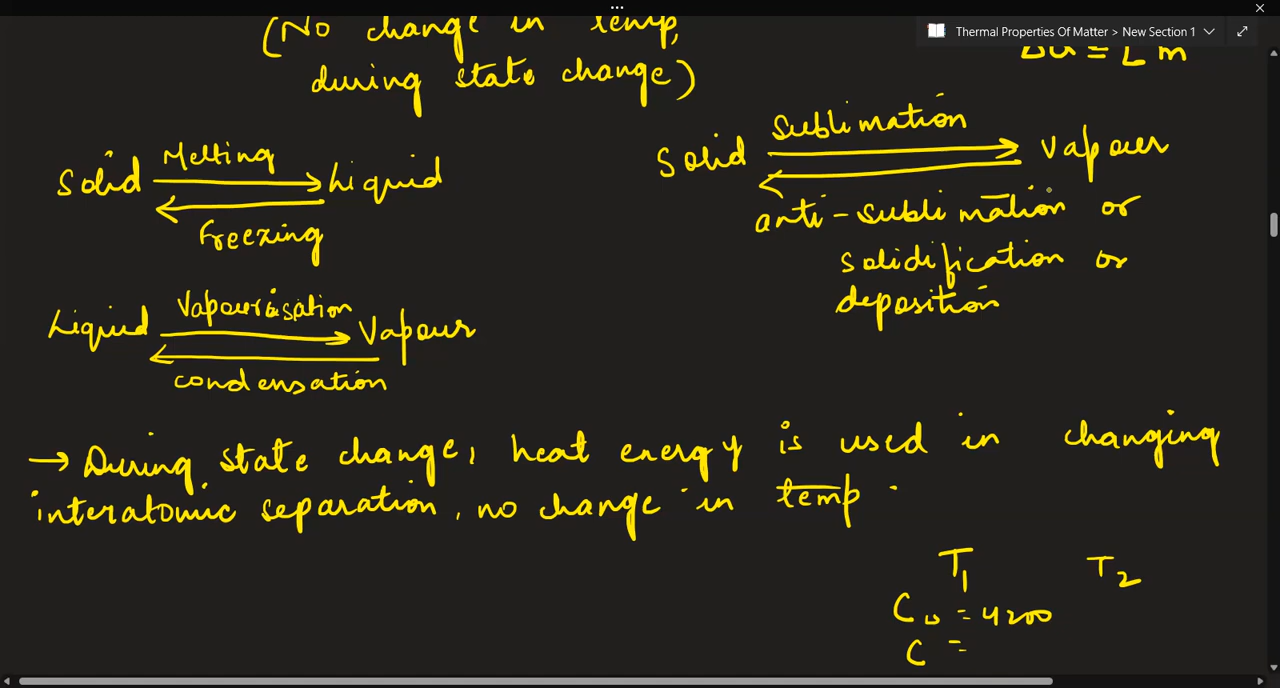 Thermal Properties Of Matter > New Section 1
(No change in temp,
during state change)
ΔQ = L m
Solid Melting Liquid
Freezing
Liquid Vapourisation Vapour
condensation
Solid Sublimation Vapour
anti-sublimation or
solidification or
deposition
→ During state change, heat energy is used in changing
interatomic separation, no change in temp.
T1 T2
= 4200
C =